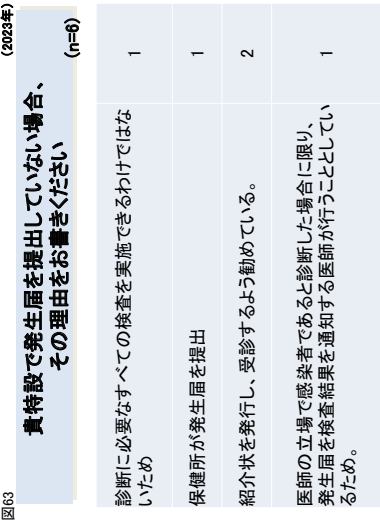 図63
(2023年)
貴特設で発生届を提出していない場合、
その理由をお書きください
(n=6)
診断に必要なすべての検査を実施できるわけではな
いため
1
保健所が発生届を提出
1
紹介状を発行し、受診するよう勧めている。
2
医師の立場で感染者であると診断した場合に限り、
発生届を検査結果を通知する医師が行うこととしてい
るため。
1